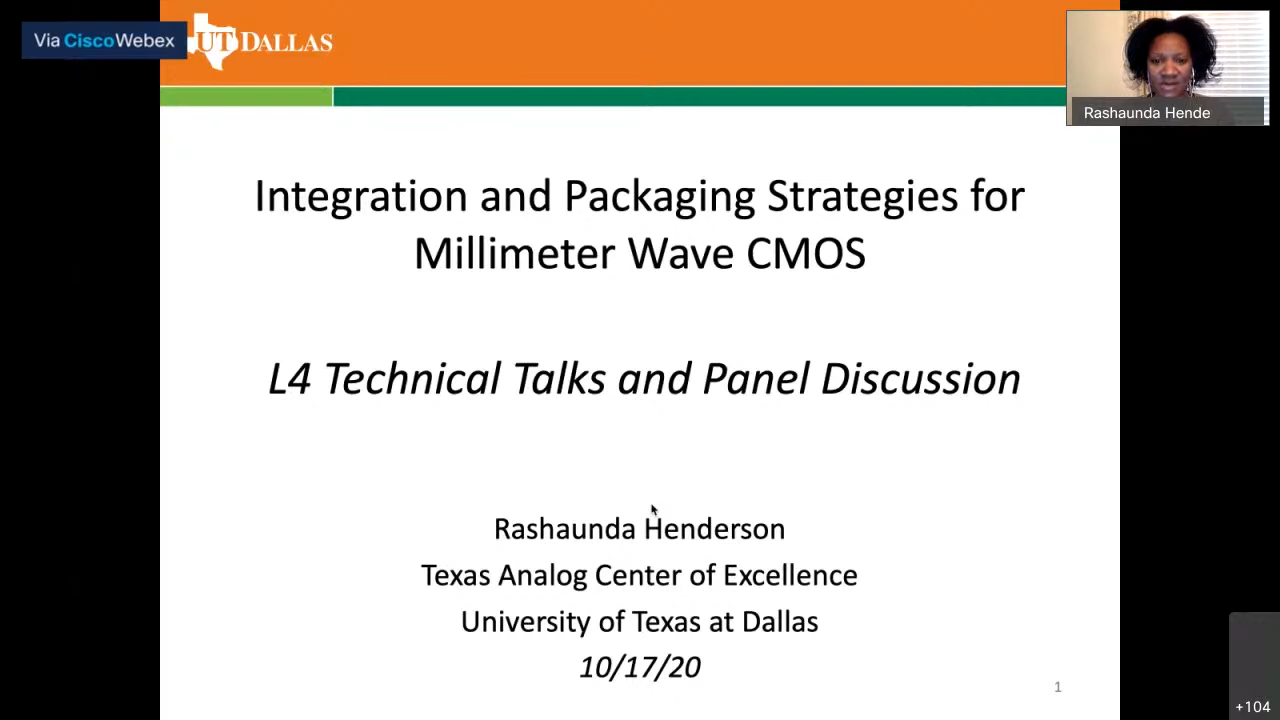 Via CiscoWebex
UT DALLAS
Rashaunda Hende
Integration and Packaging Strategies for
Millimeter Wave CMOS
L4 Technical Talks and Panel Discussion
Rashaunda Henderson
Texas Analog Center of Excellence
University of Texas at Dallas
10/17/20
1
+104